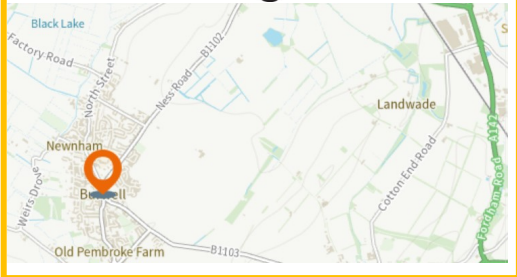 Black Lake
Factory Road
North Street
Ness Road
B1102
Landwade
A142
Newnham
Cotton End Road
Weirs Drove
Fordham Road
Old Pembroke Farm
B1103